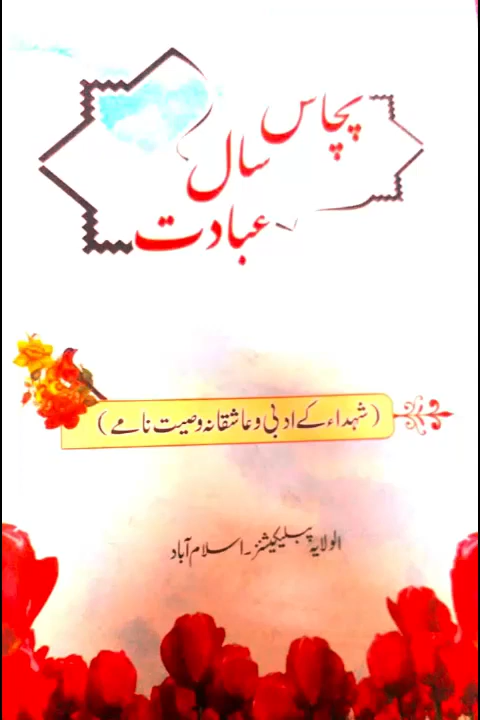 پچاس
سال
عبادت
(شہداء کے ادبی و عاشقانہ وصیت نامے)
الولایہ پبلیکیشنز۔اسلام آباد